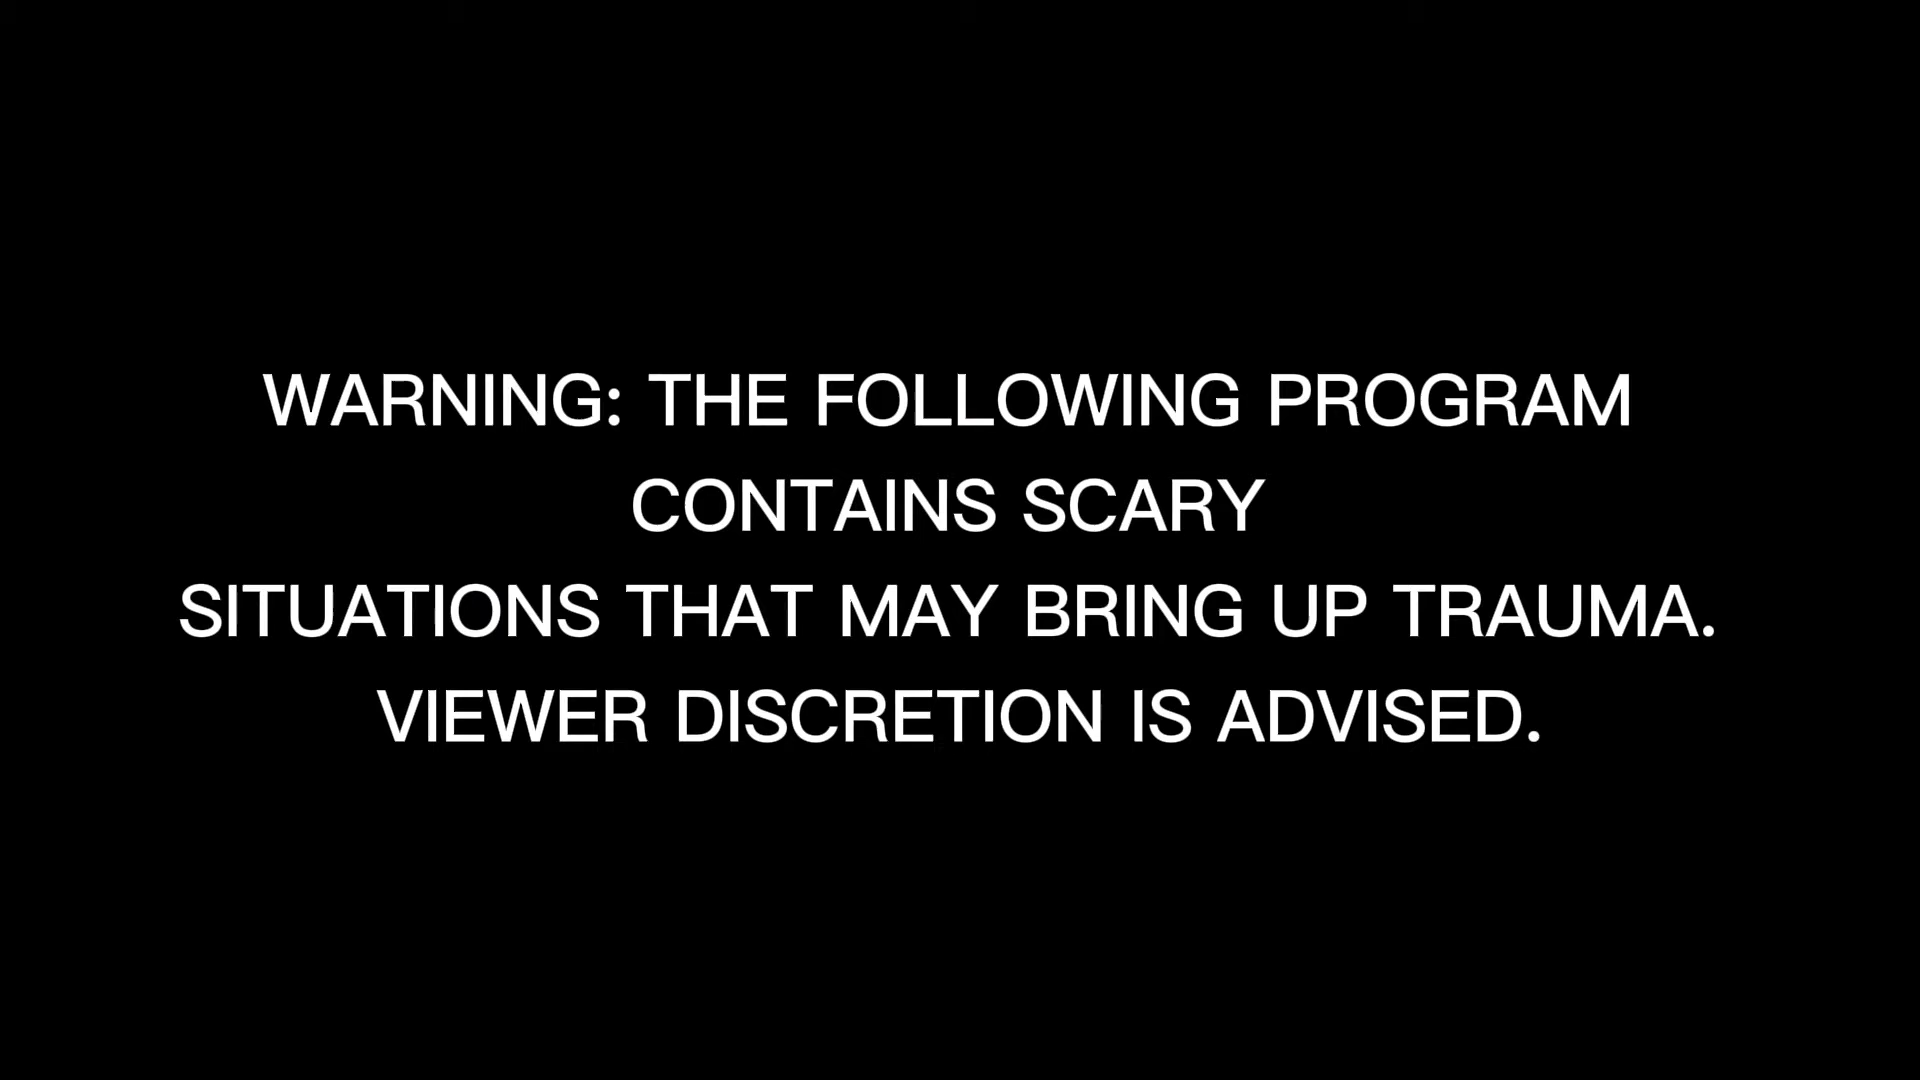 WARNING: THE FOLLOWING PROGRAM
CONTAINS SCARY
SITUATIONS THAT MAY BRING UP TRAUMA.
VIEWER DISCRETION IS ADVISED.